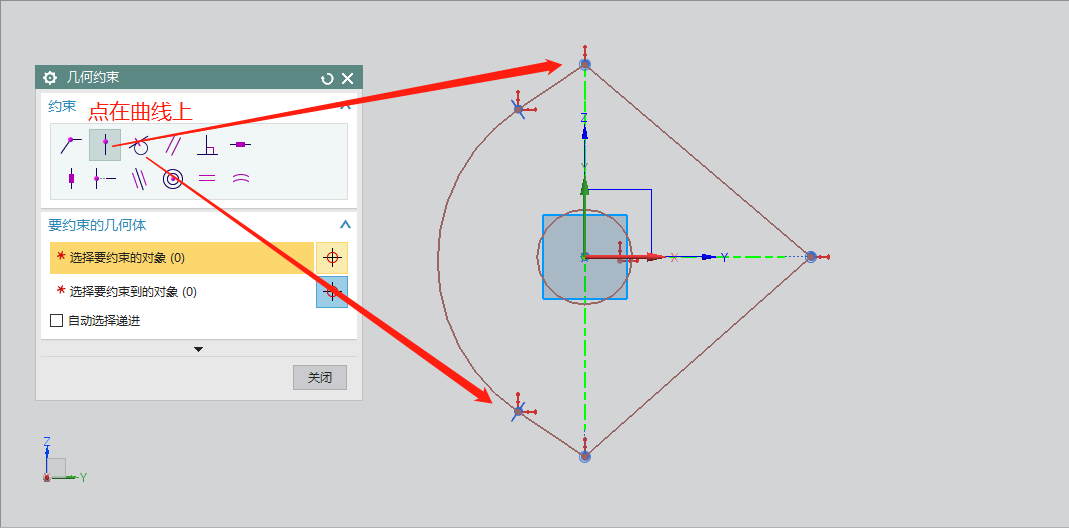 几何约束
约束
点在曲线上
要约束的几何体
* 选择要约束的对象 (0)
* 选择要约束到的对象 (0)
自动选择递进
关闭
Z
Y
X
Y
Z
Y